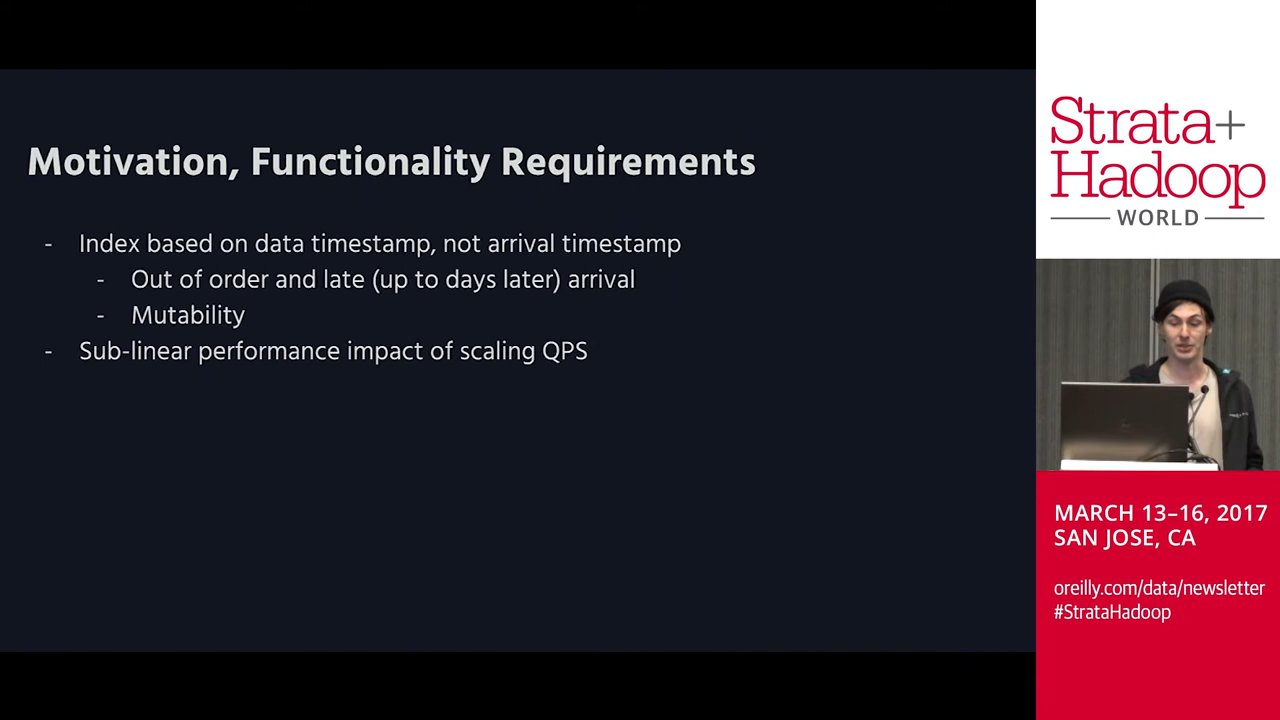 Motivation, Functionality Requirements
- Index based on data timestamp, not arrival timestamp
- Out of order and late (up to days later) arrival
- Mutability
- Sub-linear performance impact of scaling QPS
Strata+
Hadoop
WORLD
MARCH 13–16, 2017
SAN JOSE, CA
oreilly.com/data/newsletter
#StrataHadoop